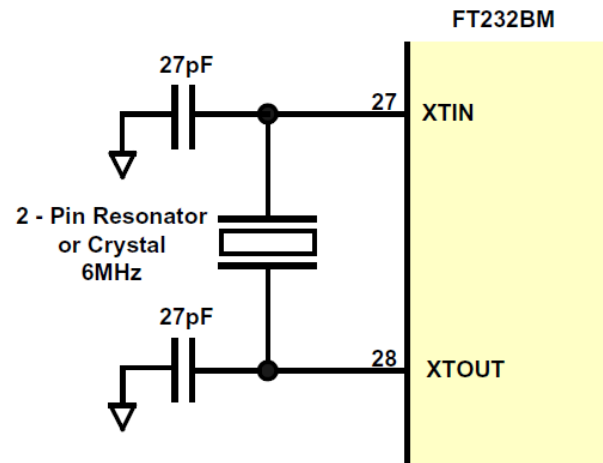 FT232BM
27pF
27
XTIN
2 - Pin Resonator
or Crystal
6MHz
27pF
28
XTOUT